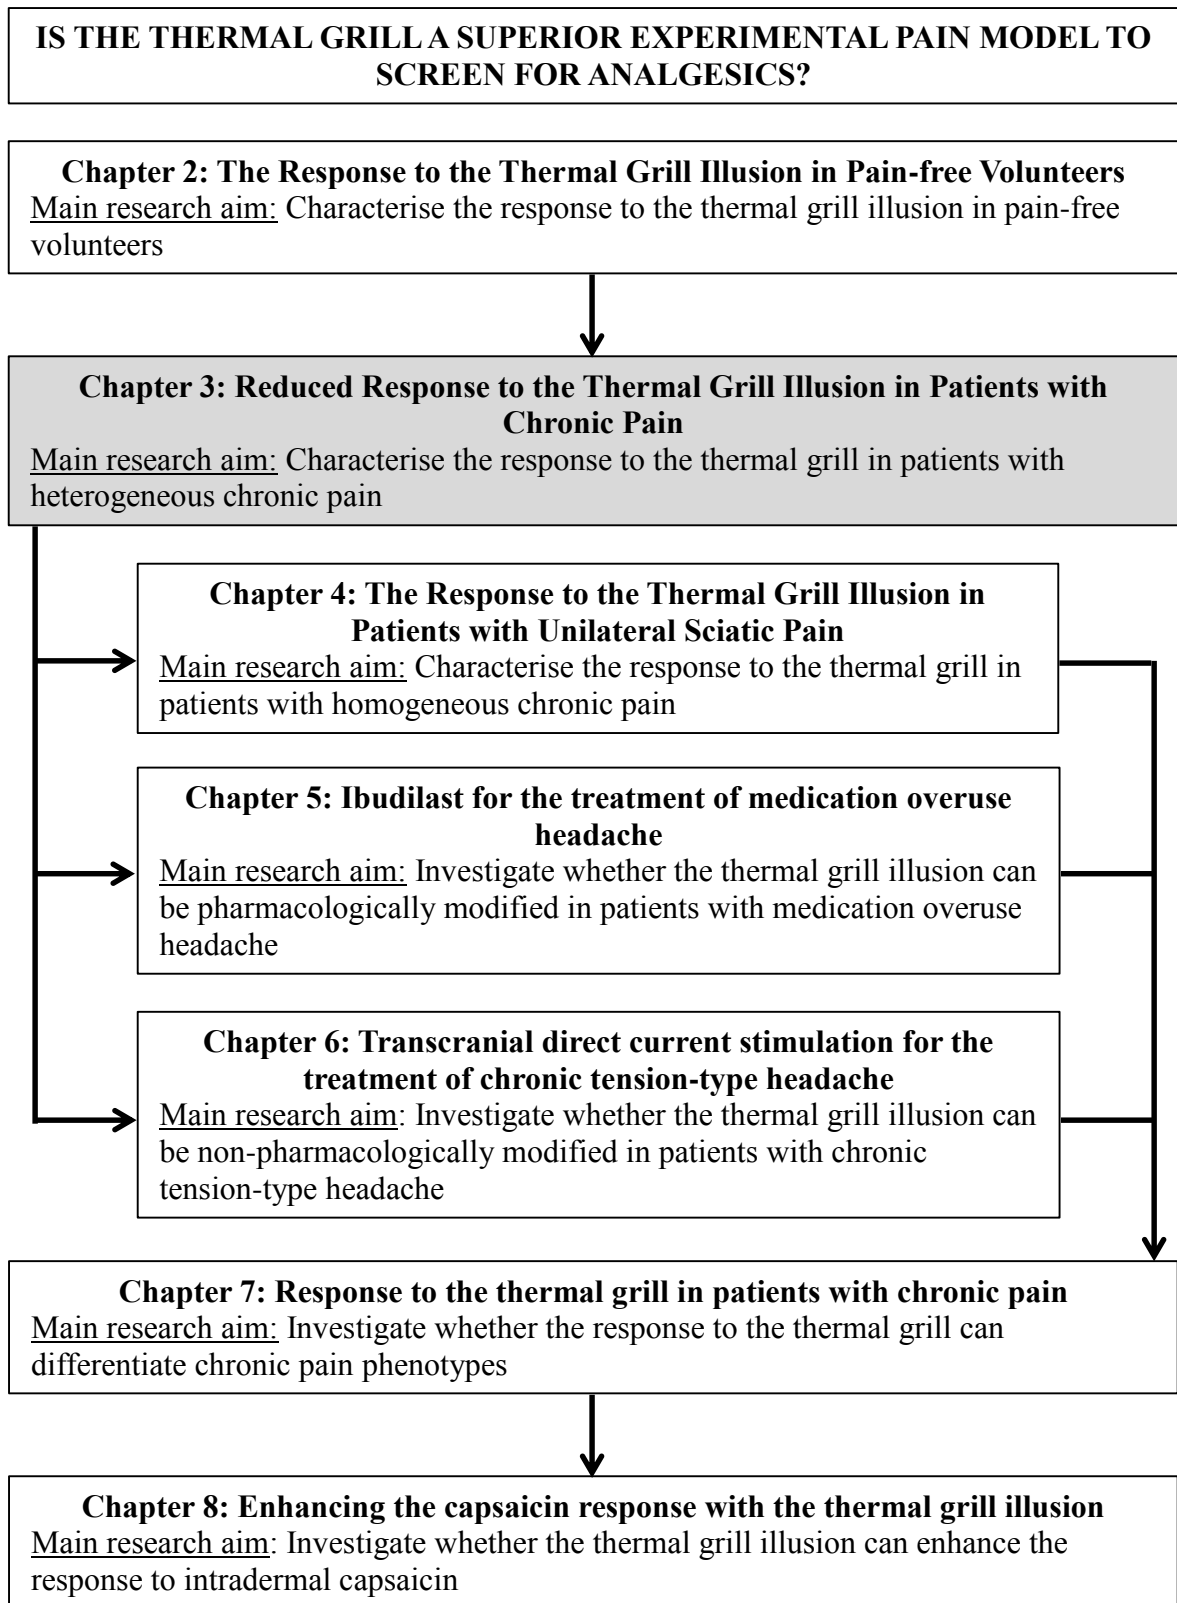 IS THE THERMAL GRILL A SUPERIOR EXPERIMENTAL PAIN MODEL TO
SCREEN FOR ANALGESICS?
Chapter 2: The Response to the Thermal Grill Illusion in Pain-free Volunteers
Main research aim: Characterise the response to the thermal grill illusion in pain-free
volunteers
Chapter 3: Reduced Response to the Thermal Grill Illusion in Patients with
Chronic Pain
Main research aim: Characterise the response to the thermal grill in patients with
heterogeneous chronic pain
Chapter 4: The Response to the Thermal Grill Illusion in
Patients with Unilateral Sciatic Pain
Main research aim: Characterise the response to the thermal grill in
patients with homogeneous chronic pain
Chapter 5: Ibudilast for the treatment of medication overuse
headache
Main research aim: Investigate whether the thermal grill illusion can
be pharmacologically modified in patients with medication overuse
headache
Chapter 6: Transcranial direct current stimulation for the
treatment of chronic tension-type headache
Main research aim: Investigate whether the thermal grill illusion can
be non-pharmacologically modified in patients with chronic
tension-type headache
Chapter 7: Response to the thermal grill in patients with chronic pain
Main research aim: Investigate whether the response to the thermal grill can
differentiate chronic pain phenotypes
Chapter 8: Enhancing the capsaicin response with the thermal grill illusion
Main research aim: Investigate whether the thermal grill illusion can enhance the
response to intradermal capsaicin